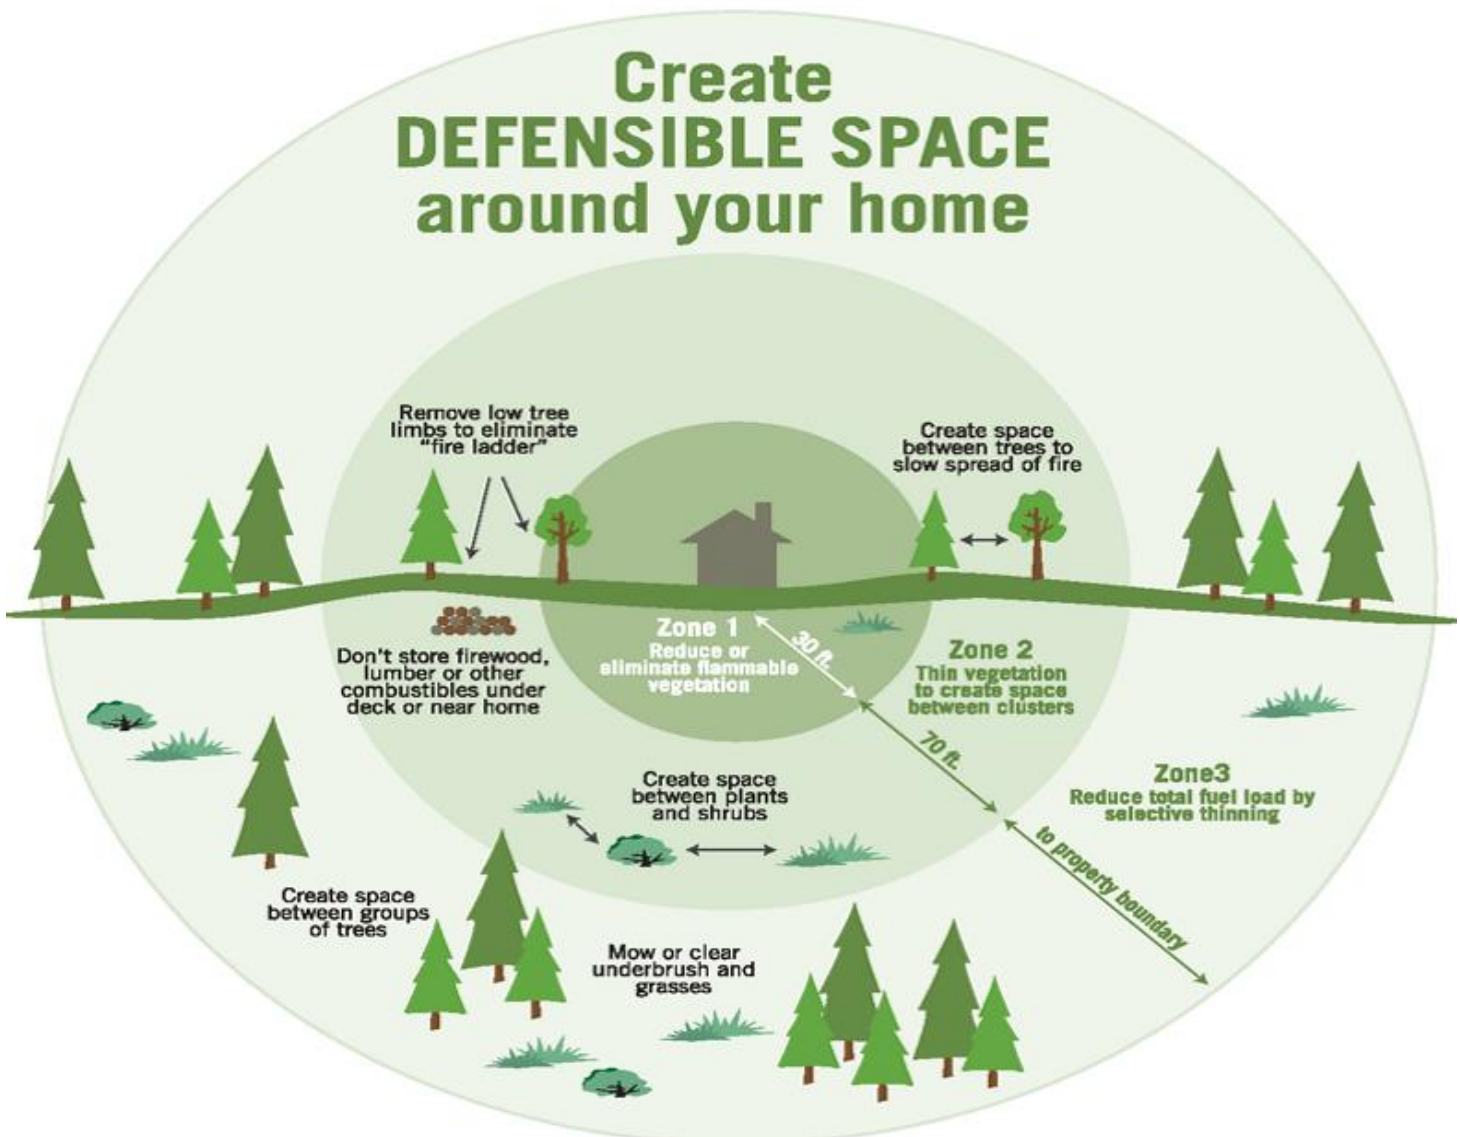 Create
DEFENSIBLE SPACE
around your home
Remove low tree
limbs to eliminate
“fire ladder”
Create space
between trees to
slow spread of fire
Don't store firewood,
lumber or other
combustibles under
deck or near home
Zone 1
Reduce or
eliminate flammable
vegetation
30 ft.
Zone 2
Thin vegetation
to create space
between clusters
70 ft.
Zone3
Reduce total fuel load by
selective thinning
to property boundary
Create space
between plants
and shrubs
Create space
between groups
of trees
Mow or clear
underbrush and
grasses